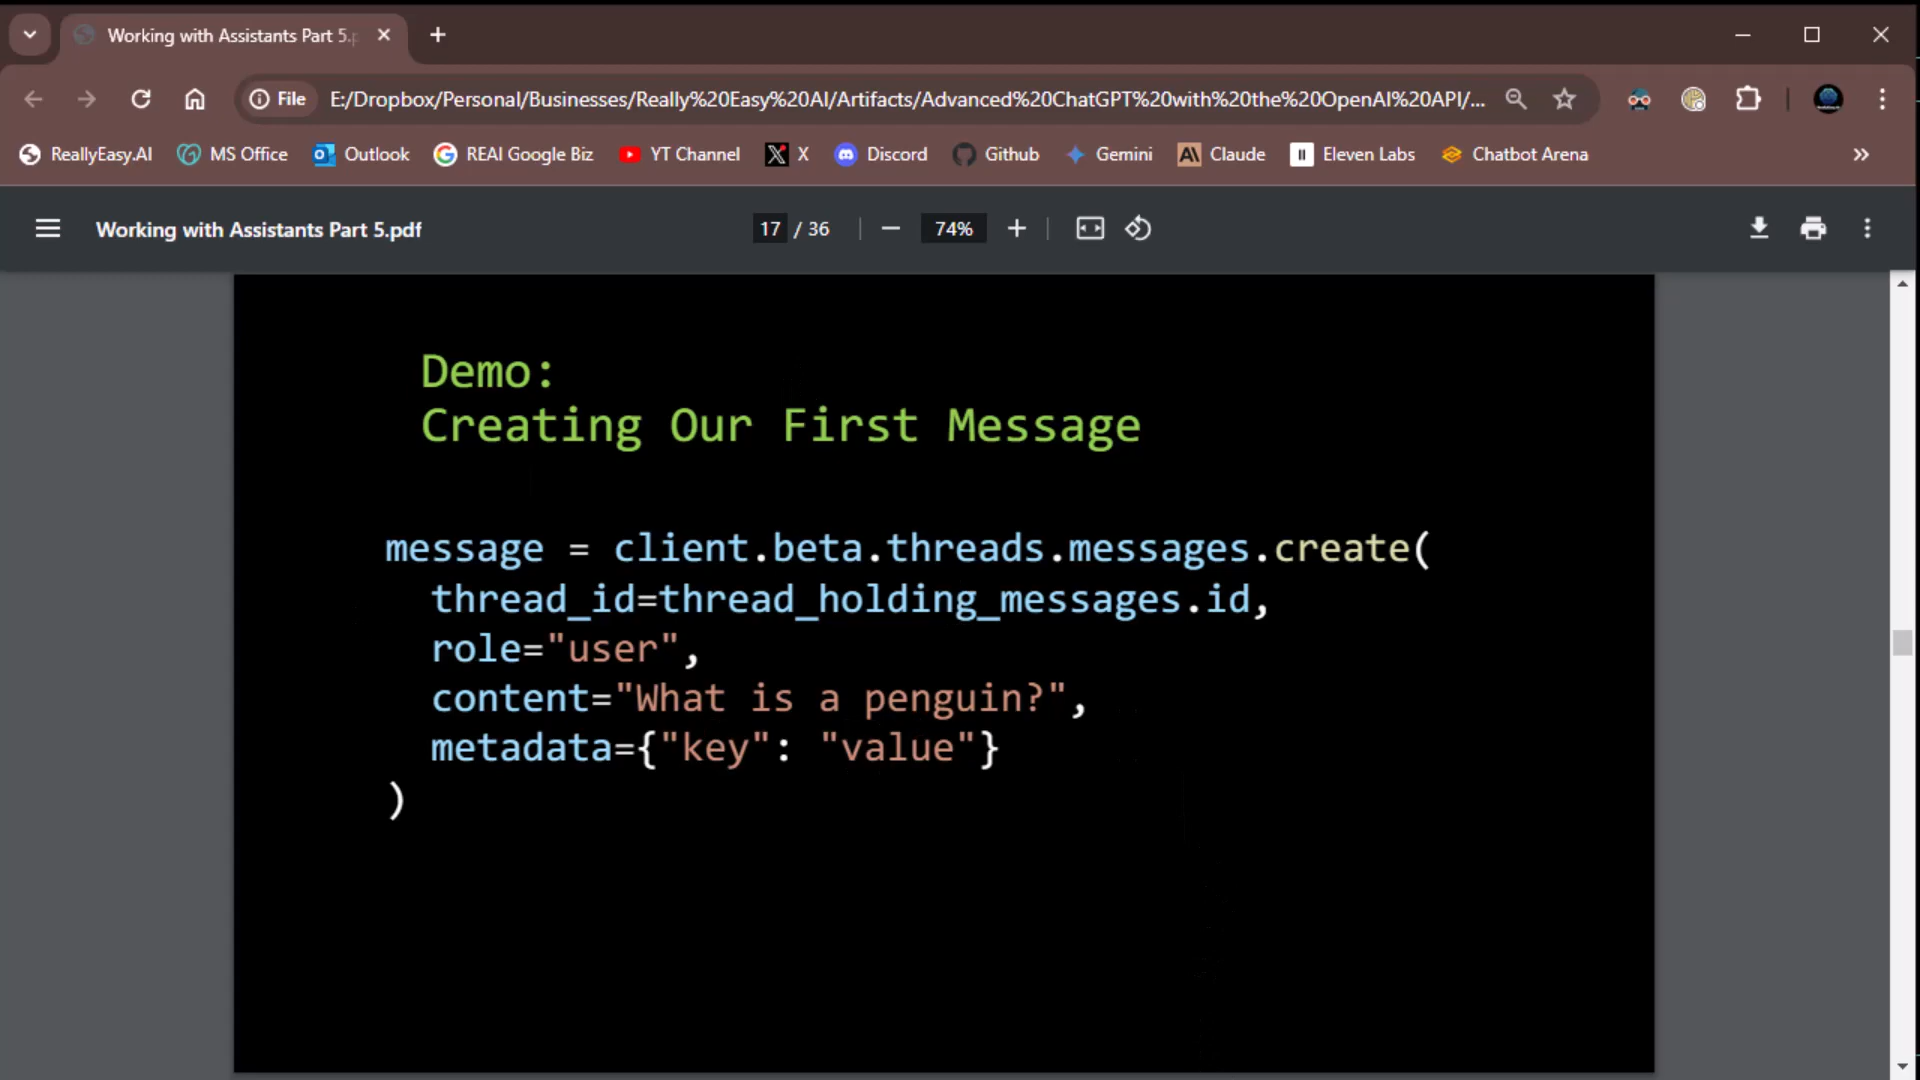 Working with Assistants Part 5.p
File
E:/Dropbox/Personal/Businesses/Really%20Easy%20AI/Artifacts/Advanced%20ChatGPT%20with%20the%20OpenAI%20API/...
ReallyEasy.AI
MS Office
Outlook
REAI Google Biz
YT Channel
X
Discord
Github
Gemini
Claude
Eleven Labs
Chatbot Arena
Working with Assistants Part 5.pdf
17 / 36
74%
Demo:
Creating Our First Message
message = client.beta.threads.messages.create(
thread_id=thread_holding_messages.id,
role="user",
content="What is a penguin?",
metadata={"key": "value"}
)